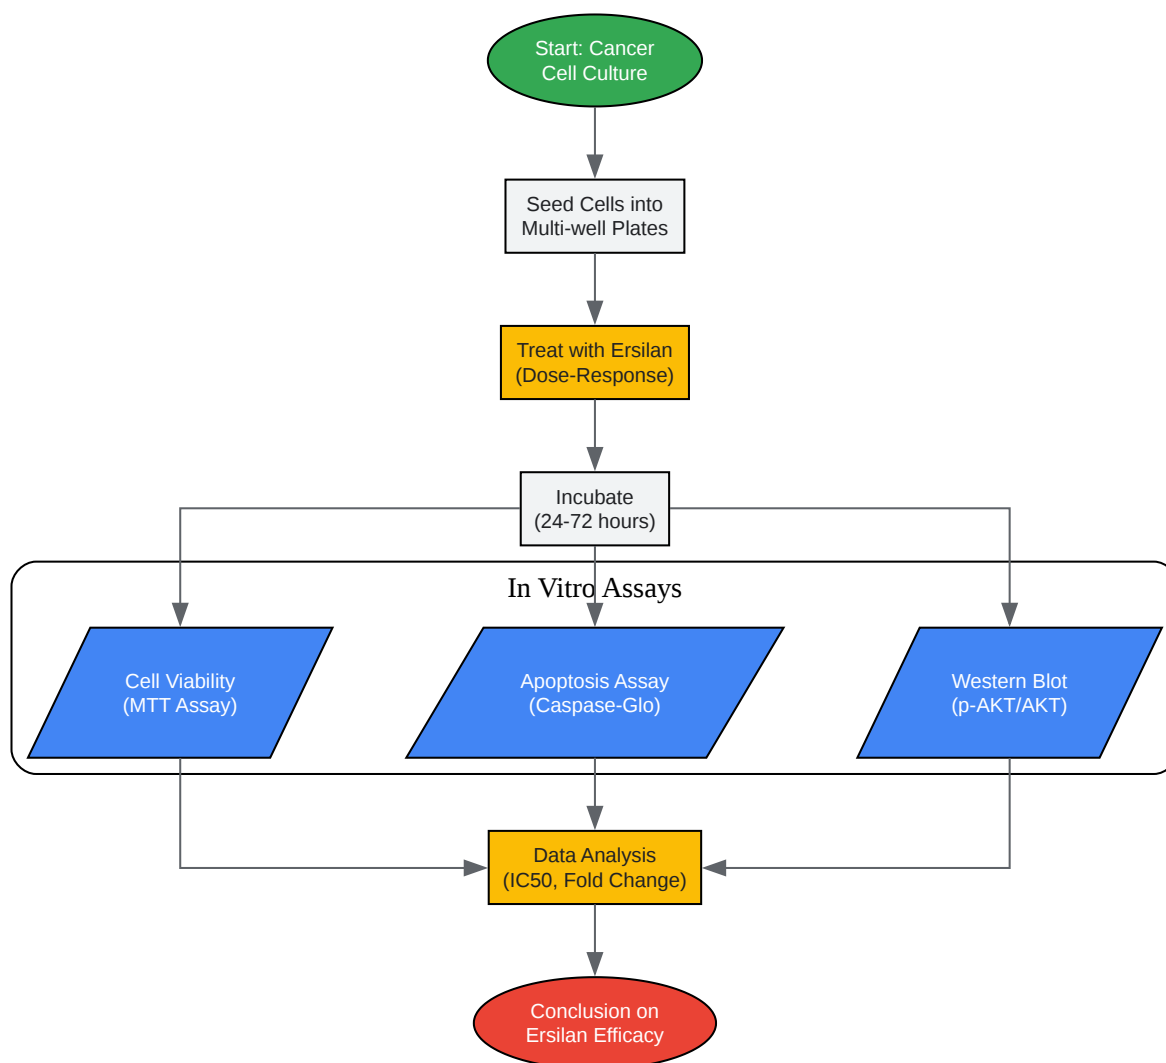 Start: Cancer
Cell Culture
Seed Cells into
Multi-well Plates
Treat with Ersilan
(Dose-Response)
Incubate
(24-72 hours)
In Vitro Assays
Cell Viability
(MTT Assay)
Apoptosis Assay
(Caspase-Glo)
Western Blot
(p-AKT/AKT)
Data Analysis
(IC50, Fold Change)
Conclusion on
Ersilan Efficacy